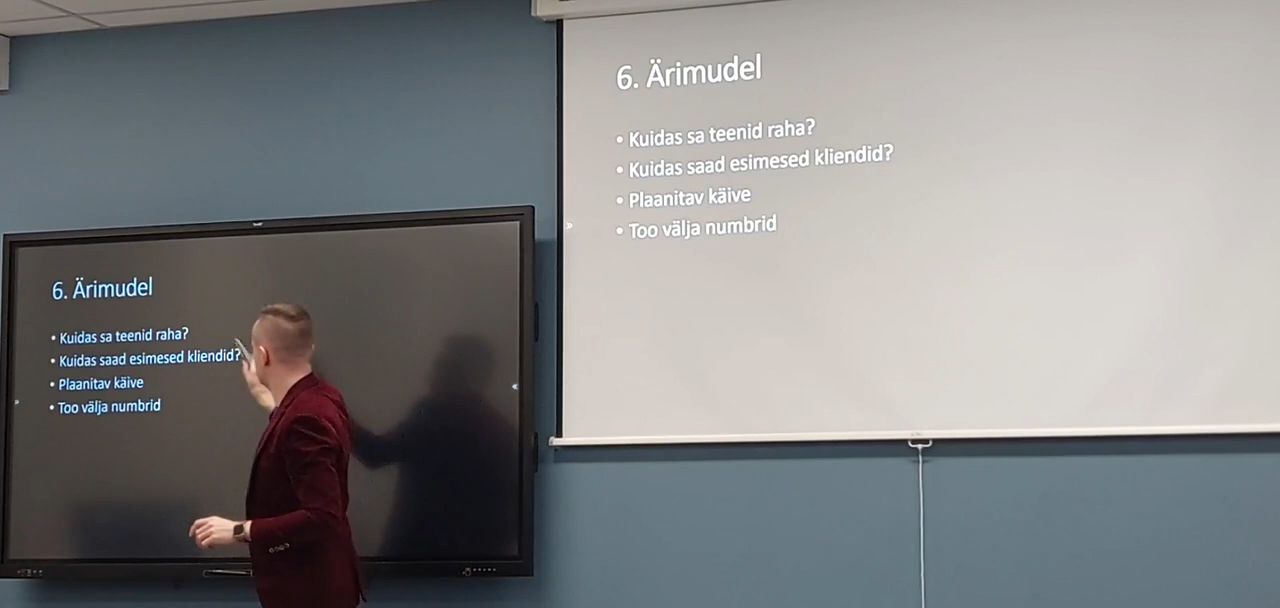 6. Ärimudel
• Kuidas sa teenid raha?
• Kuidas saad esimesed kliendid?
• Plaanitav käive
• Too välja numbrid
6. Ärimudel
• Kuidas sa teenid raha?
• Kuidas saad esimesed kliendid?
• Plaanitav käive
• Too välja numbrid